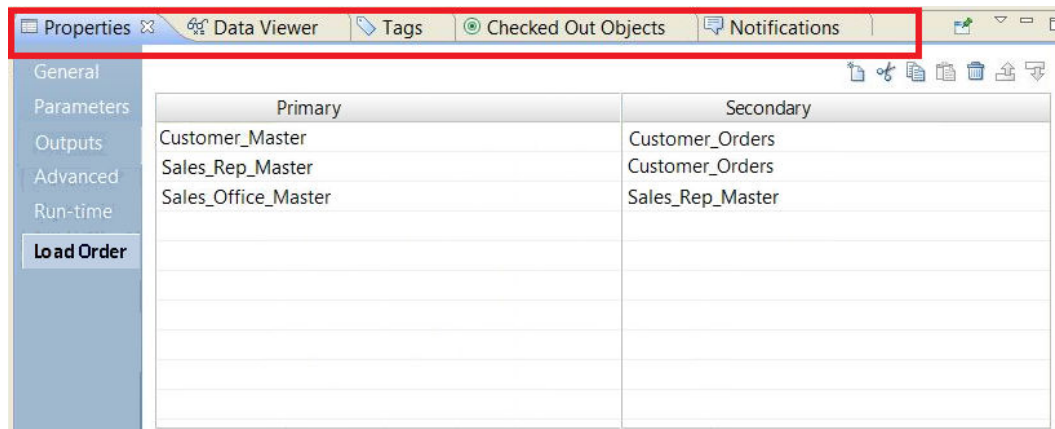 Properties Data Viewer Tags Checked Out Objects Notifications
General
Parameters
Outputs
Advanced
Run-time
Load Order
Primary Secondary
Customer_Master Customer_Orders
Sales_Rep_Master Customer_Orders
Sales_Office_Master Sales_Rep_Master